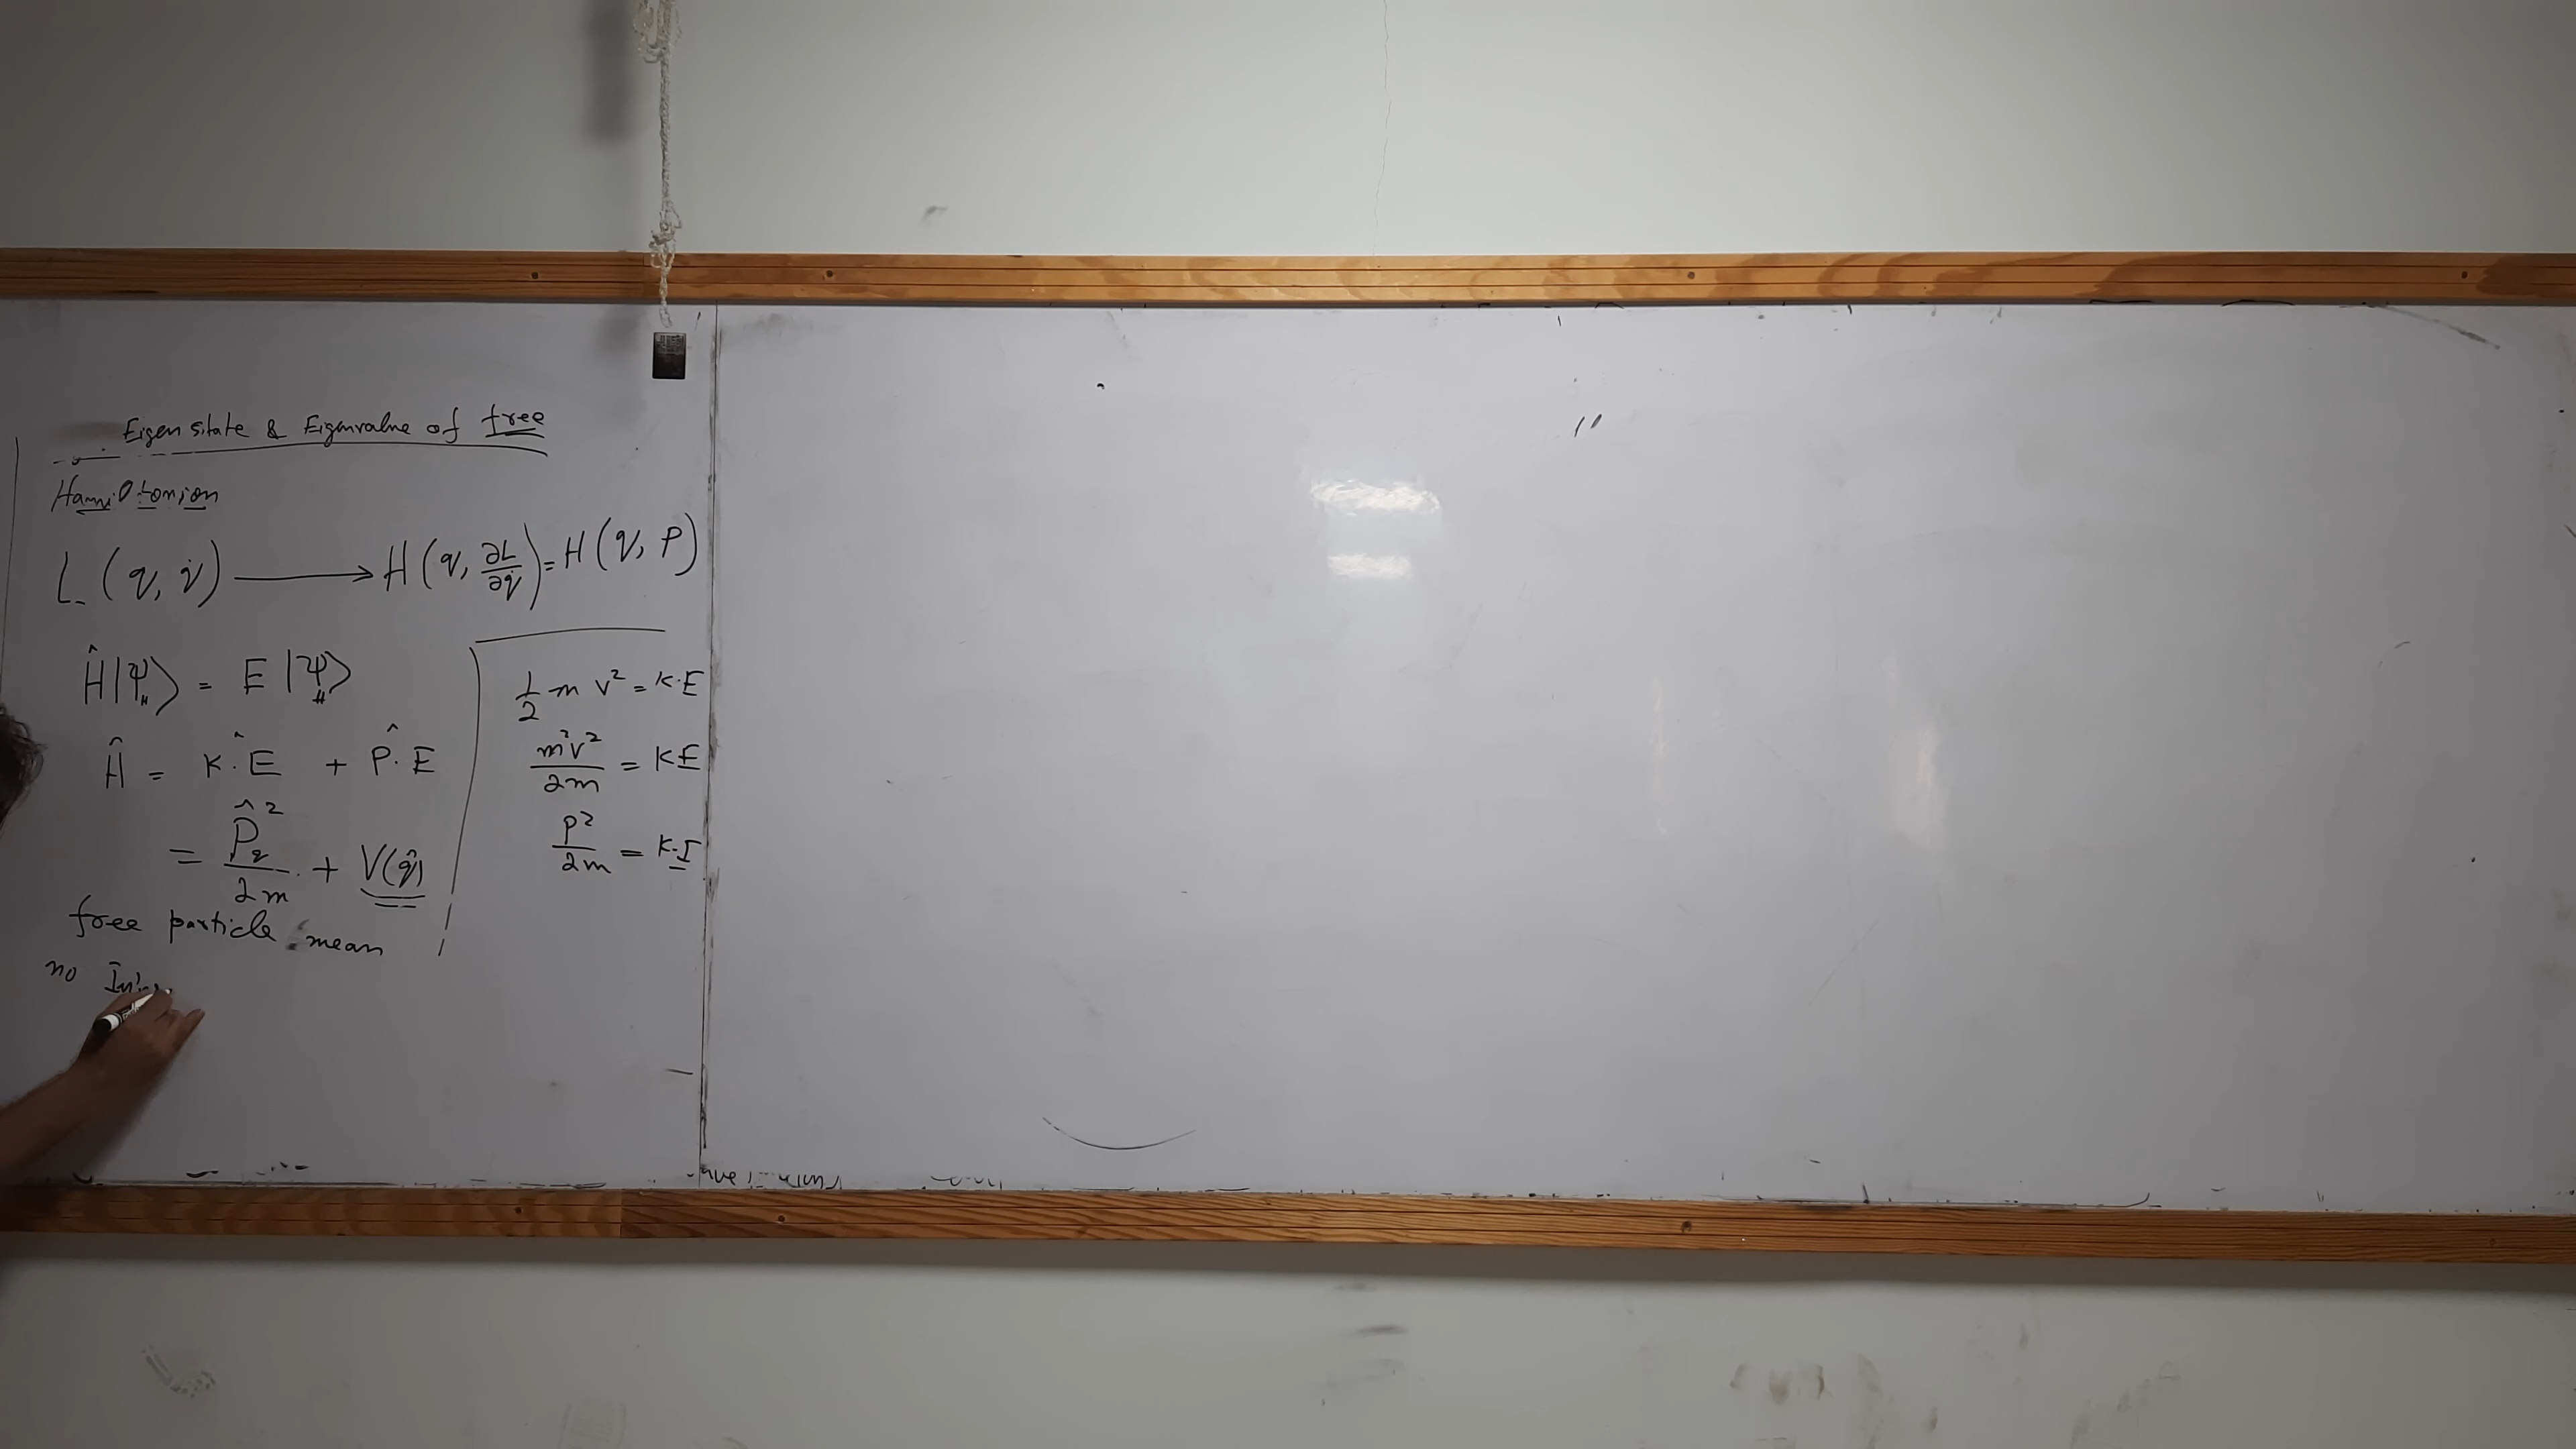 Eigen state & Eigenvalue of free
Hamiltonion
L (q, q̇) ⟶ H (q, ∂L/∂q̇) = H (q, P)
Ĥ|Ψ_H⟩ = E |Ψ_H⟩
Ĥ = K.̂E + P̂.E
= P̂_q²/2m + V(q̂)
free particle mean
no
1/2 m v² = K.E
m²v²/2m = KE
P²/2m = K.E